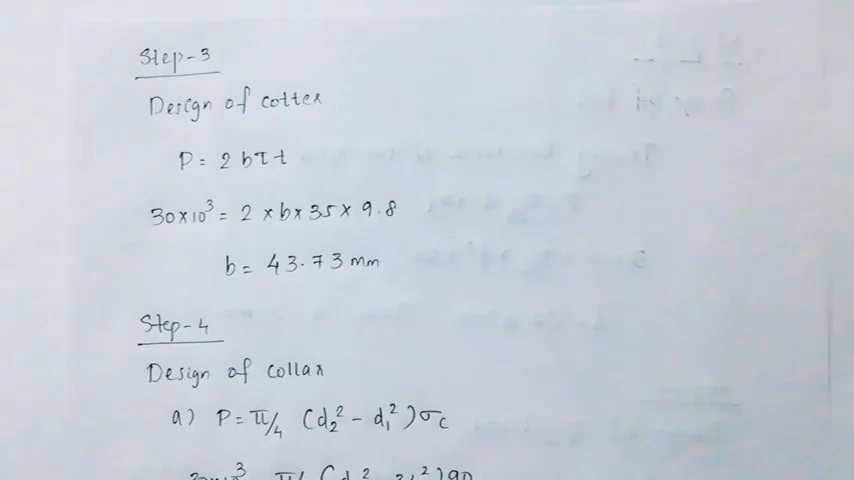 Step-3
Design of cotter
P = 2 bτ t
30×10³ = 2 × b× 35 × 9.8
b = 43.73 mm
Step-4
Design of collar
a) P = π/4 (d₂² - d₁²) σc